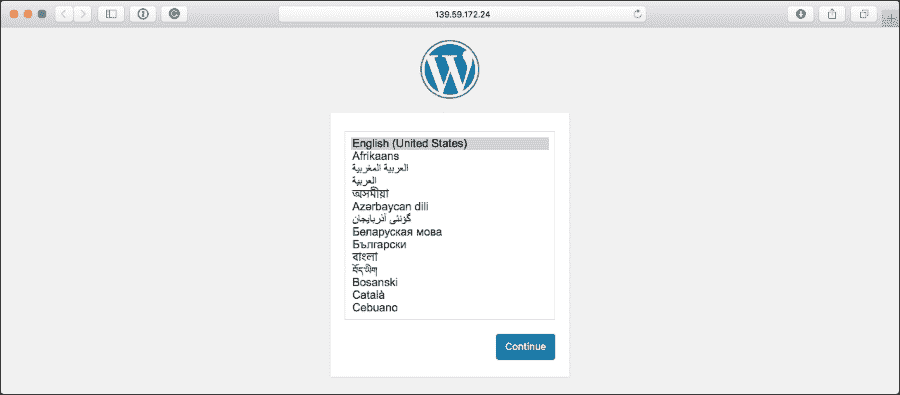 139.59.172.24
English (United States)
Afrikaans
العربية المغربية
العربية
অসমীয়া
Azərbaycan dili
گؤنئی آذربایجان
Беларуская мова
Български
বাংলা
བོད་ཡིག
Bosanski
Català
Cebuano
Continue